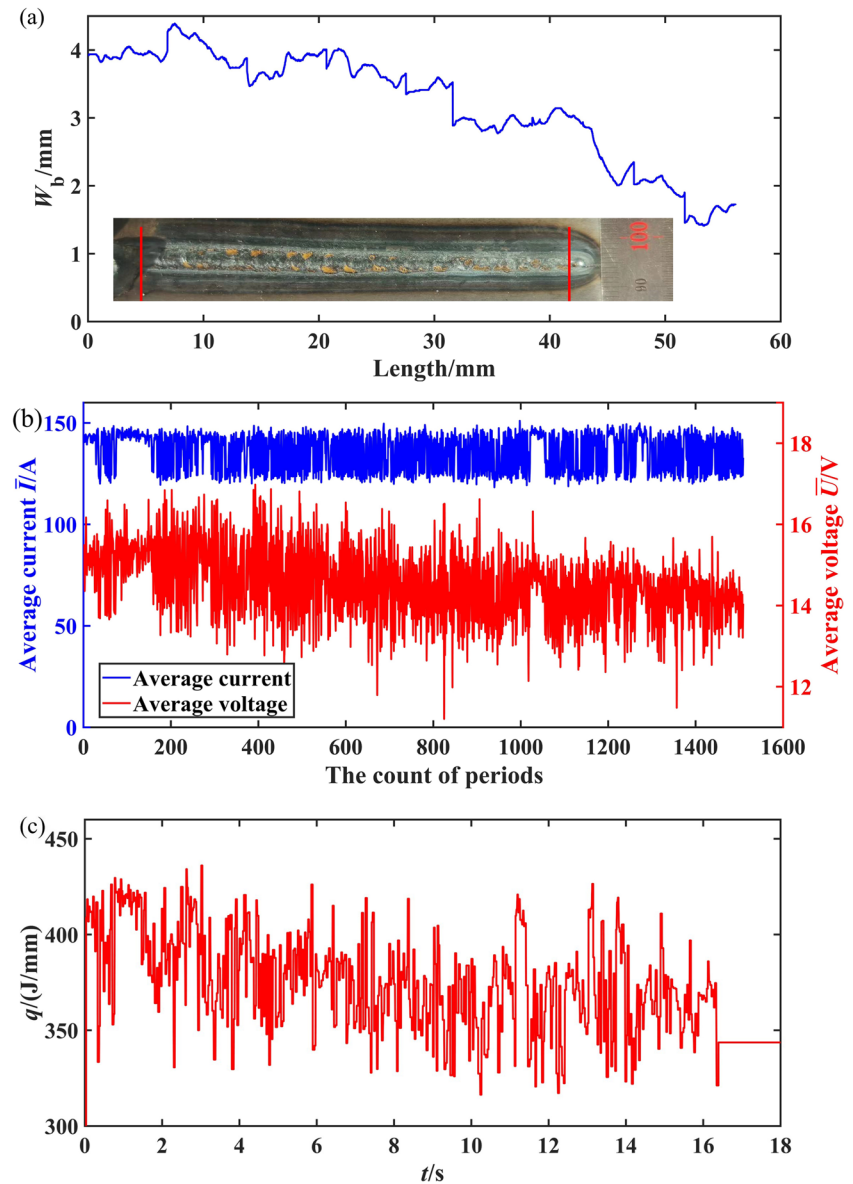 (a)
4
3
2
1
0
W_b/mm
100
90
0 10 20 30 40 50 60
Length/mm
(b)
150
100
50
0
Average current Ī/A
18
16
14
12
Average voltage Ū/V
Average current
Average voltage
0 200 400 600 800 1000 1200 1400 1600
The count of periods
(c)
450
400
350
300
q/(J/mm)
0 2 4 6 8 10 12 14 16 18
t/s